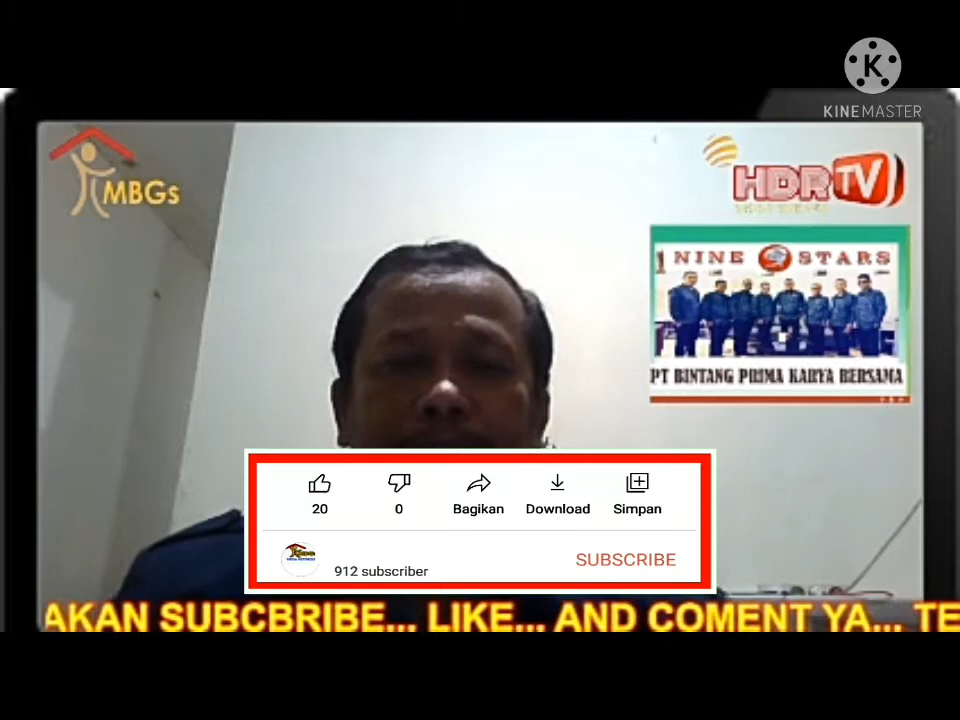 K
KINEMASTER
MBGs
HDR TV
NINE STARS
PT BINTANG PRIMA KARYA BERSAMA
20
0
Bagikan
Download
Simpan
912 subscriber
SUBSCRIBE
AKAN SUBCBRIBE... LIKE... AND COMENT YA... TE